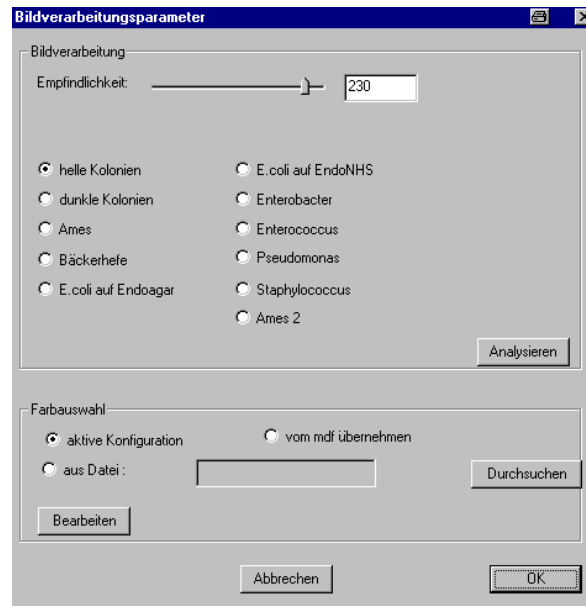 Bildverarbeitungsparameter
Bildverarbeitung
Empfindlichkeit:
230
helle Kolonien
dunkle Kolonien
Ames
Bäckerhefe
E.coli auf Endoagar
E.coli auf EndoNHS
Enterobacter
Enterococcus
Pseudomonas
Staphylococcus
Ames 2
Analysieren
Farbauswahl
aktive Konfiguration
vom mdf übernehmen
aus Datei :
Durchsuchen
Bearbeiten
Abbrechen
OK